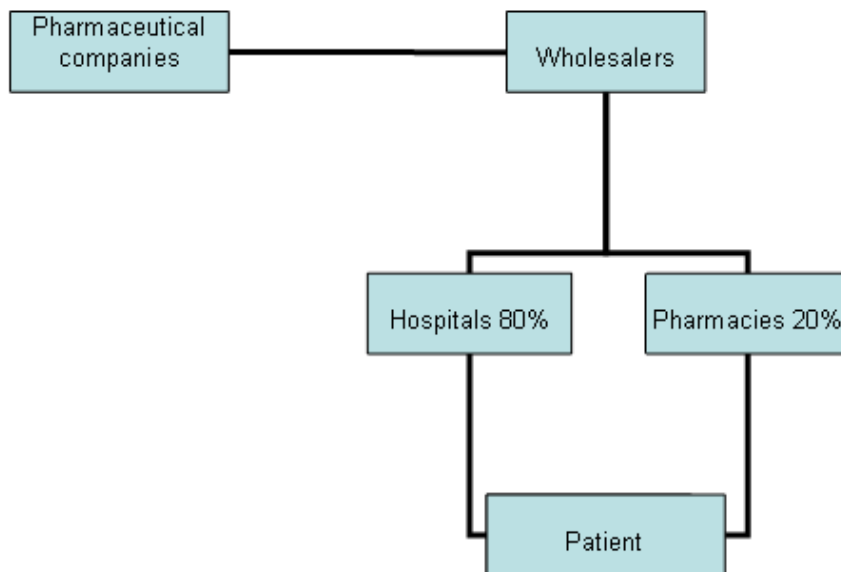 Pharmaceutical
companies
Wholesalers
Hospitals 80%
Pharmacies 20%
Patient